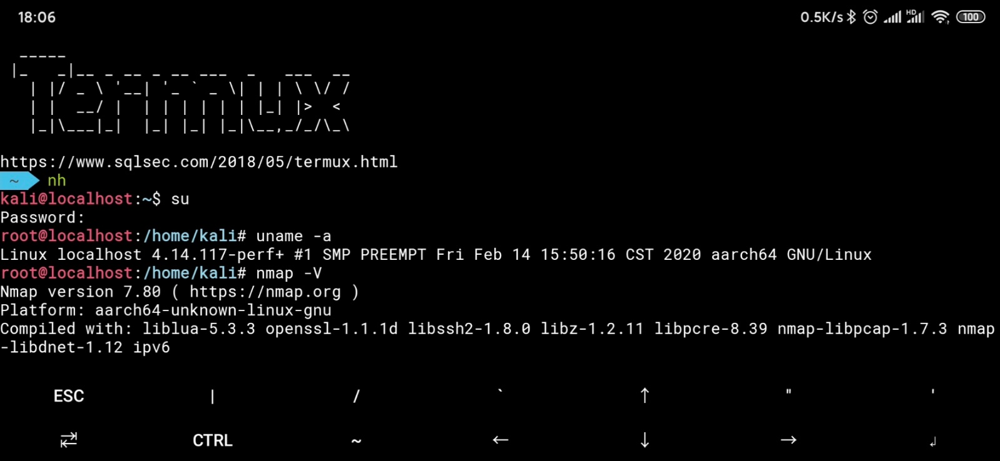 18:06 0.5K/s HD 100
  _____
 |_   _|__ _ __ _ __ ___  _   ___  __
   | |/ _ \ '__| '_ ` _ \| | | \ \/ /
   | |  __/ |  | | | | | | |_| |>  <
   |_|\___|_|  |_| |_| |_|\__,_/_/\_\
https://www.sqlsec.com/2018/05/termux.html
~ nh
kali@localhost:~$ su
Password:
root@localhost:/home/kali# uname -a
Linux localhost 4.14.117-perf+ #1 SMP PREEMPT Fri Feb 14 15:50:16 CST 2020 aarch64 GNU/Linux
root@localhost:/home/kali# nmap -V
Nmap version 7.80 ( https://nmap.org )
Platform: aarch64-unknown-linux-gnu
Compiled with: liblua-5.3.3 openssl-1.1.1d libssh2-1.8.0 libz-1.2.11 libpcre-8.39 nmap-libpcap-1.7.3 nmap
-libdnet-1.12 ipv6
ESC | / ` ↑ " '
⇄ CTRL ~ ← ↓ → ↲